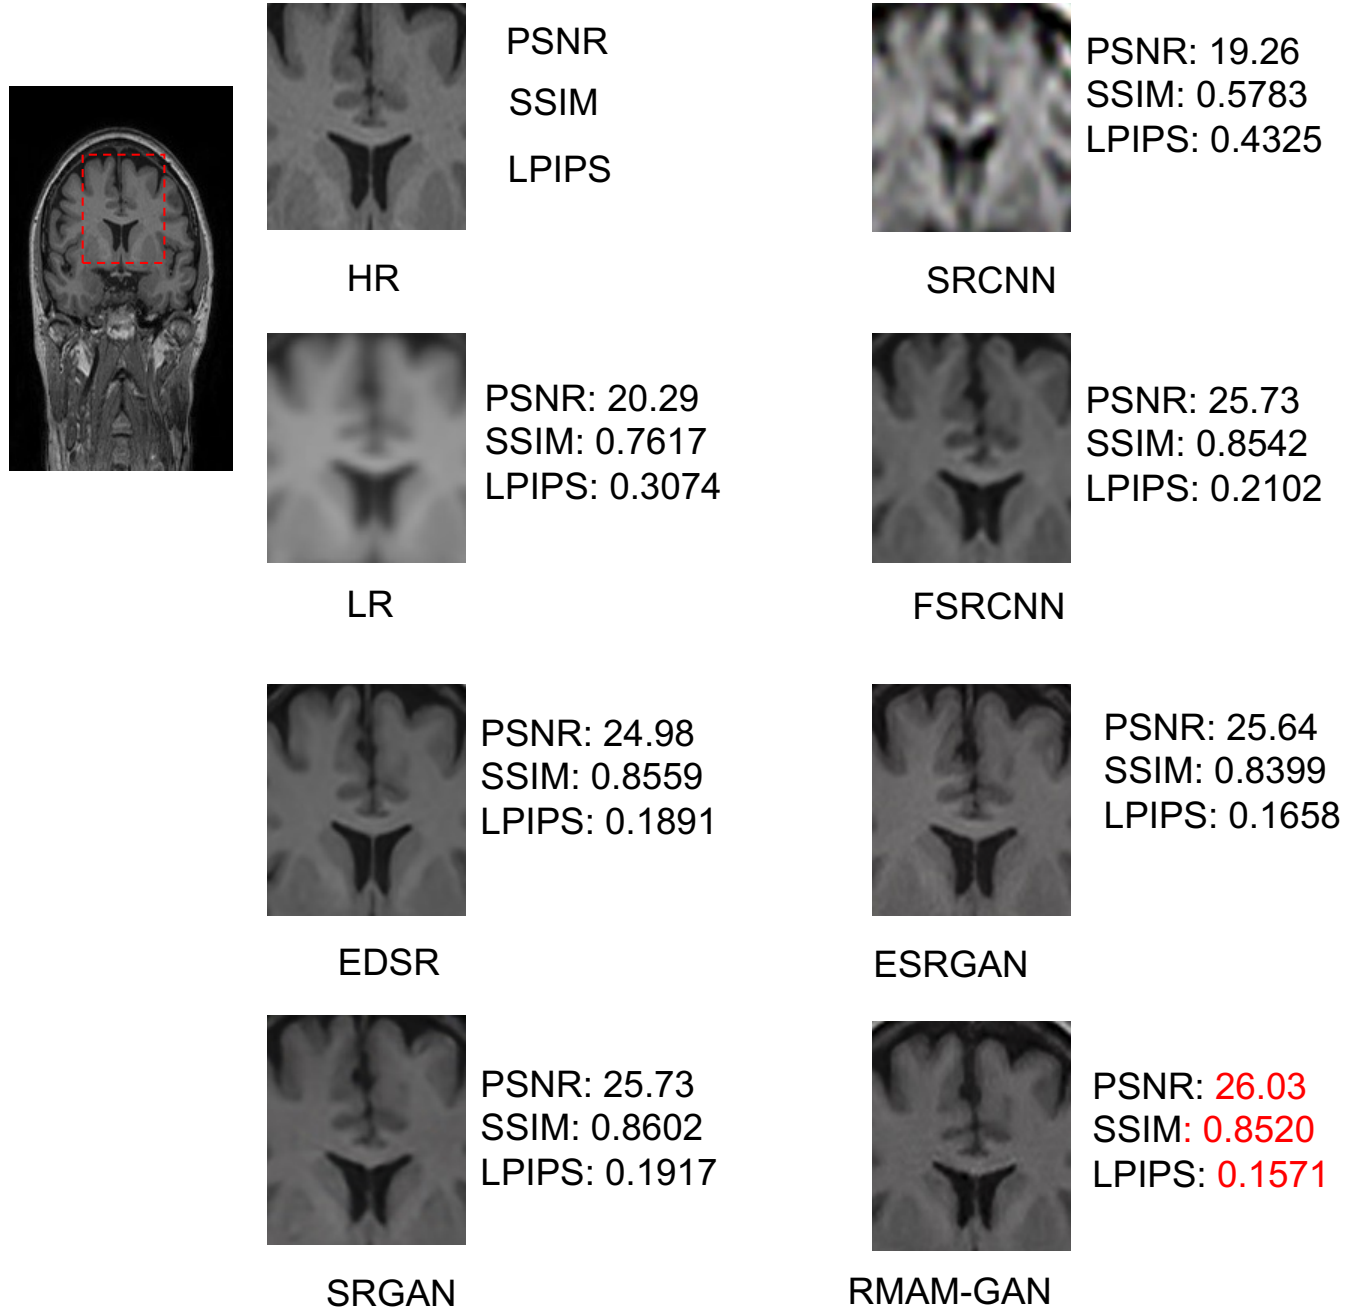 PSNR
SSIM
LPIPS
HR
PSNR: 19.26
SSIM: 0.5783
LPIPS: 0.4325
SRCNN
PSNR: 20.29
SSIM: 0.7617
LPIPS: 0.3074
LR
PSNR: 25.73
SSIM: 0.8542
LPIPS: 0.2102
FSRCNN
PSNR: 24.98
SSIM: 0.8559
LPIPS: 0.1891
EDSR
PSNR: 25.64
SSIM: 0.8399
LPIPS: 0.1658
ESRGAN
PSNR: 25.73
SSIM: 0.8602
LPIPS: 0.1917
SRGAN
PSNR: 26.03
SSIM: 0.8520
LPIPS: 0.1571
RMAM-GAN